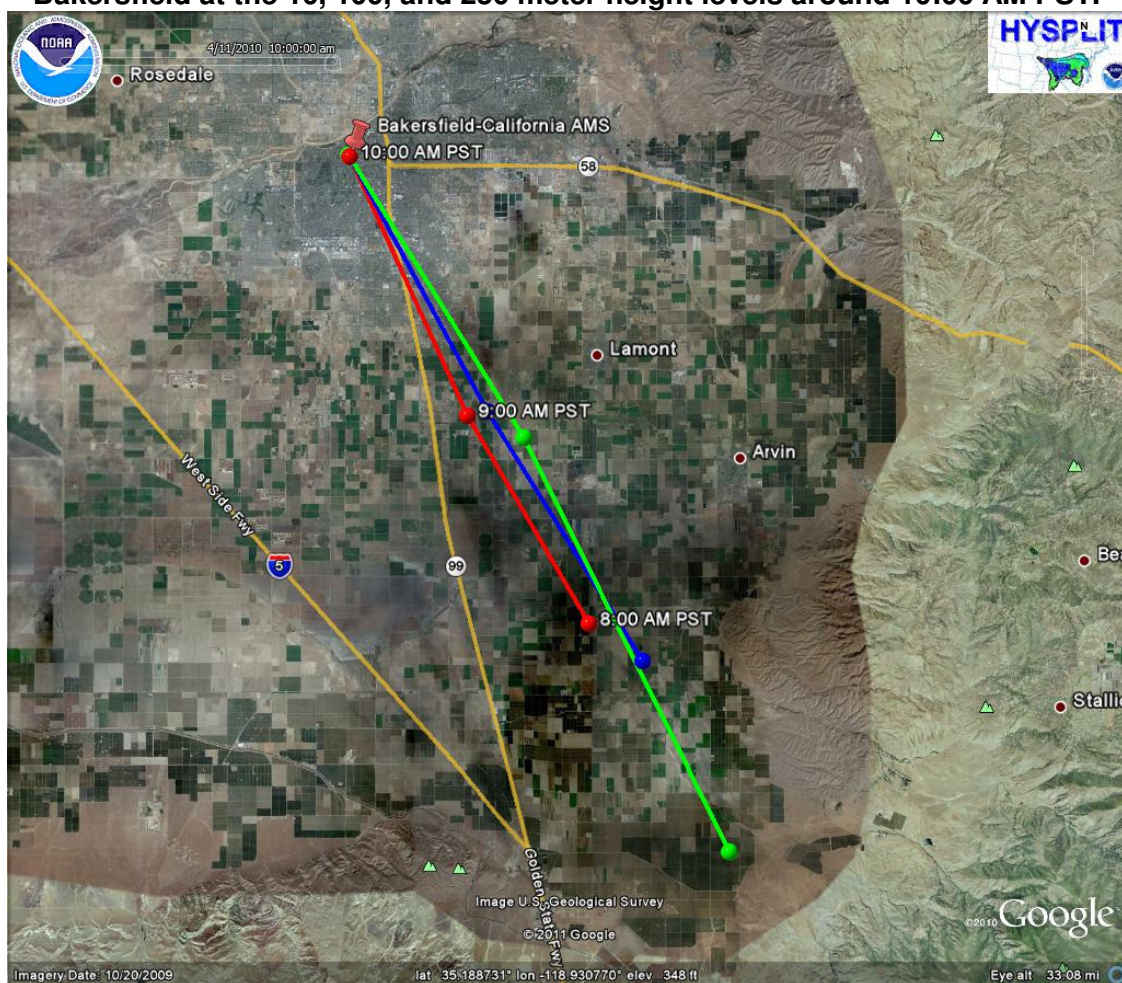 Bakersfield at the 10, 100, and 250 meter height levels around 10:00 AM PST.
NOAA
4/11/2010 10:00:00 am
HYSPLIT
N
Rosedale
Bakersfield-California AMS
10:00 AM PST
58
Lamont
9:00 AM PST
Arvin
West Side Fwy
5
99
Bea
8:00 AM PST
Stallio
Golden State Fwy
Image U.S. Geological Survey
©2010 Google
© 2011 Google
Imagery Date: 10/20/2009
lat 35.188731° lon -118.930770° elev 348 ft
Eye alt 33.08 mi